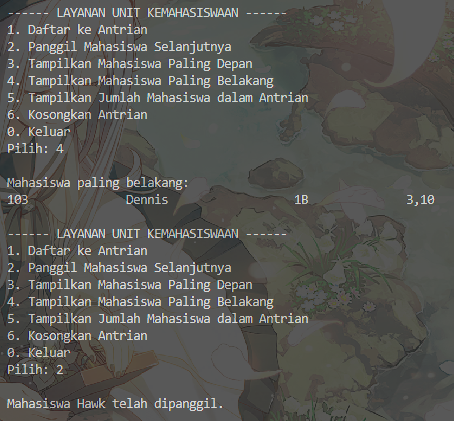 ------ LAYANAN UNIT KEMAHASISWAAN ------
1. Daftar ke Antrian
2. Panggil Mahasiswa Selanjutnya
3. Tampilkan Mahasiswa Paling Depan
4. Tampilkan Mahasiswa Paling Belakang
5. Tampilkan Jumlah Mahasiswa dalam Antrian
6. Kosongkan Antrian
0. Keluar
Pilih: 4
Mahasiswa paling belakang:
103 Dennis 1B 3,10
------ LAYANAN UNIT KEMAHASISWAAN ------
1. Daftar ke Antrian
2. Panggil Mahasiswa Selanjutnya
3. Tampilkan Mahasiswa Paling Depan
4. Tampilkan Mahasiswa Paling Belakang
5. Tampilkan Jumlah Mahasiswa dalam Antrian
6. Kosongkan Antrian
0. Keluar
Pilih: 2
Mahasiswa Hawk telah dipanggil.